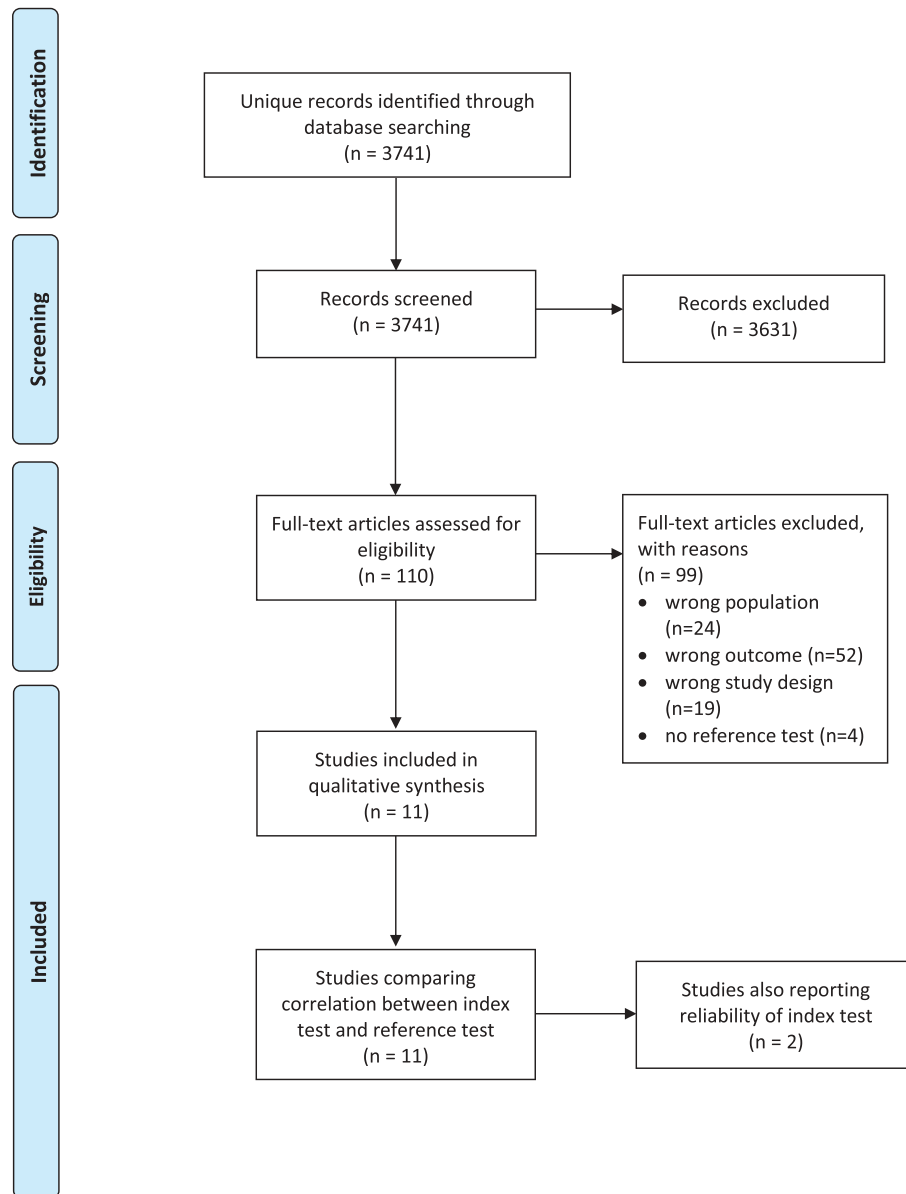 Identification
Unique records identified through
database searching
(n = 3741)
Screening
Records screened
(n = 3741)
Records excluded
(n = 3631)
Eligibility
Full-text articles assessed for
eligibility
(n = 110)
Full-text articles excluded,
with reasons
(n = 99)
• wrong population
(n=24)
• wrong outcome (n=52)
• wrong study design
(n=19)
• no reference test (n=4)
Included
Studies included in
qualitative synthesis
(n = 11)
Studies comparing
correlation between index
test and reference test
(n = 11)
Studies also reporting
reliability of index test
(n = 2)